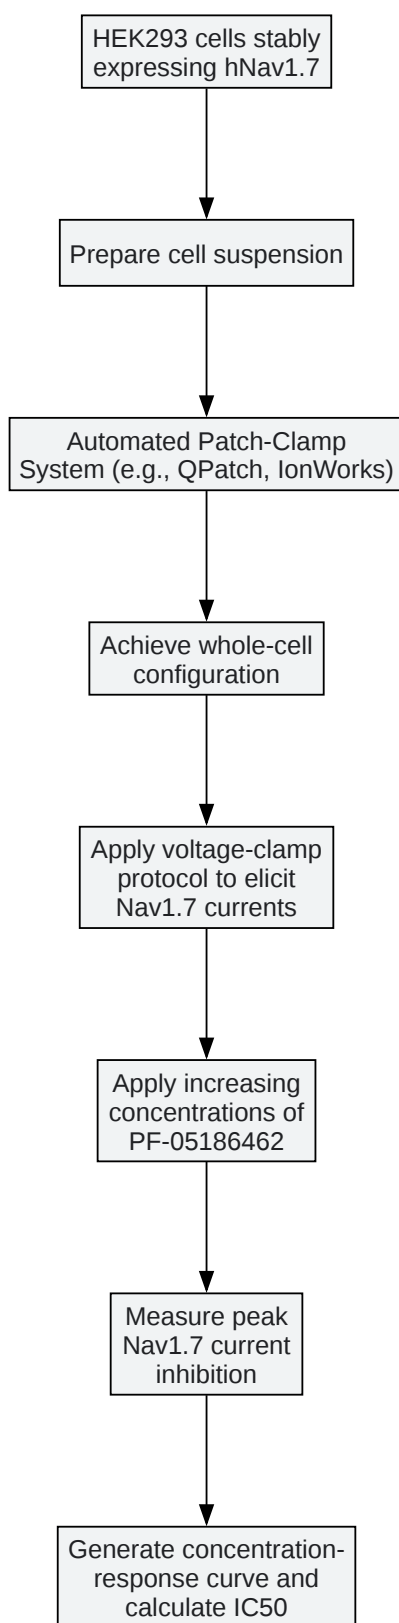 HEK293 cells stably
expressing hNav1.7
Prepare cell suspension
Automated Patch-Clamp
System (e.g., QPatch, IonWorks)
Achieve whole-cell
configuration
Apply voltage-clamp
protocol to elicit
Nav1.7 currents
Apply increasing
concentrations of
PF-05186462
Measure peak
Nav1.7 current
inhibition
Generate concentration-
response curve and
calculate IC50